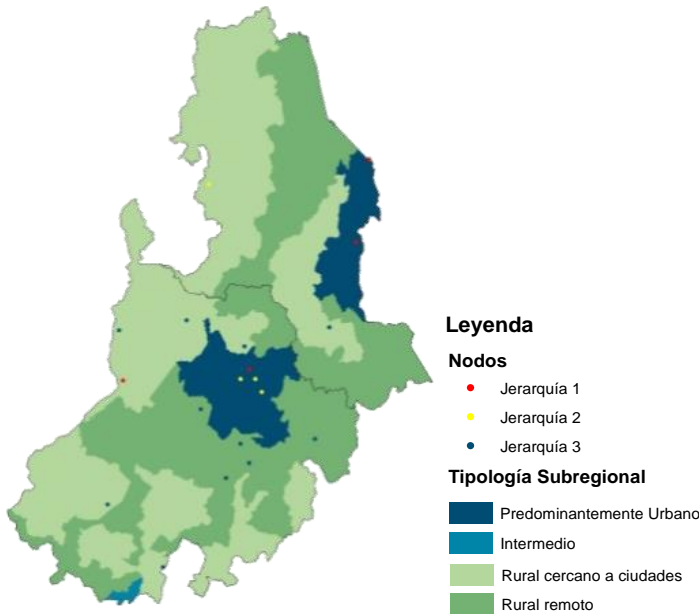 Leyenda
Nodos
Jerarquía 1
Jerarquía 2
Jerarquía 3
Tipología Subregional
Predominantemente Urbano
Intermedio
Rural cercano a ciudades
Rural remoto